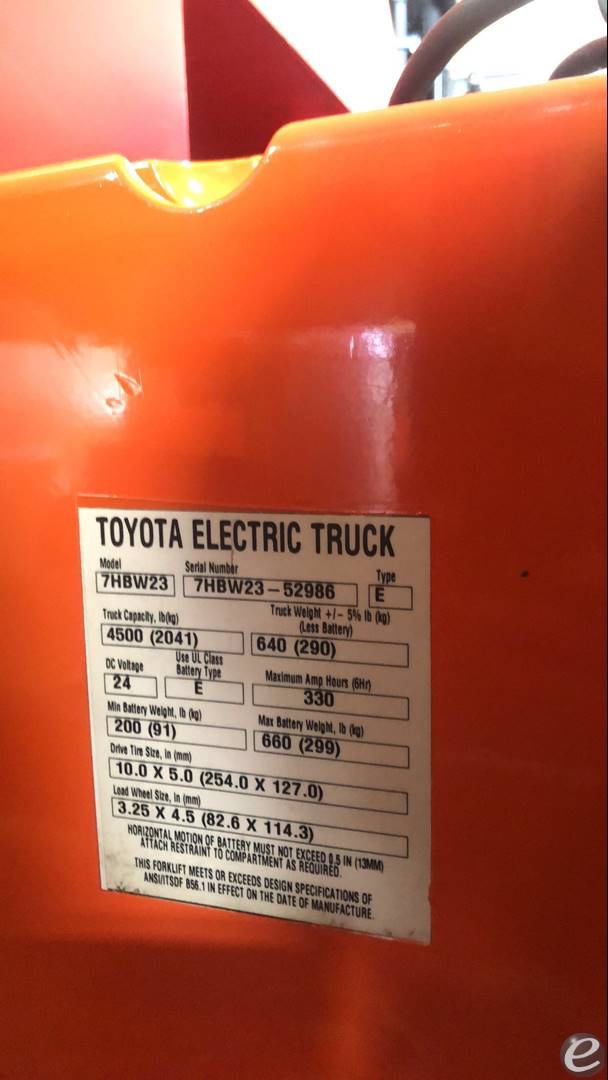 TOYOTA ELECTRIC TRUCK
Model Serial Number Type
7HBW23 7HBW23-52986 E
Truck Capacity, lb(kg) Truck Weight +/- 5% lb (kg)
(Less Battery)
4500 (2041) 640 (290)
DC Voltage Use UL Class
Battery Type Maximum Amp Hours (6Hr)
24 E 330
Min Battery Weight, lb (kg) Max Battery Weight, lb (kg)
200 (91) 660 (299)
Drive Tire Size, in (mm)
10.0 X 5.0 (254.0 X 127.0)
Load Wheel Size, in (mm)
3.25 X 4.5 (82.6 X 114.3)
HORIZONTAL MOTION OF BATTERY MUST NOT EXCEED 0.5 IN (13MM)
ATTACH RESTRAINT TO COMPARTMENT AS REQUIRED.
THIS FORKLIFT MEETS OR EXCEEDS DESIGN SPECIFICATIONS OF
ANSI/ITSDF B56.1 IN EFFECT ON THE DATE OF MANUFACTURE.
e